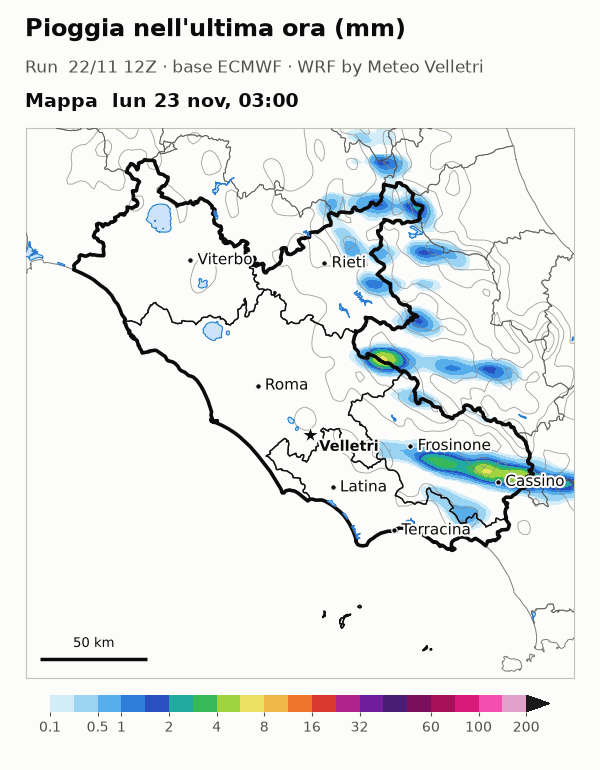 Pioggia nell'ultima ora (mm)
Run  22/11 12Z · base ECMWF · WRF by Meteo Velletri
Mappa  lun 23 nov, 03:00
Viterbo
Rieti
Roma
Velletri
Frosinone
Latina
Cassino
Terracina
50 km
0.1 0.5 1 2 4 8 16 32 60 100 200